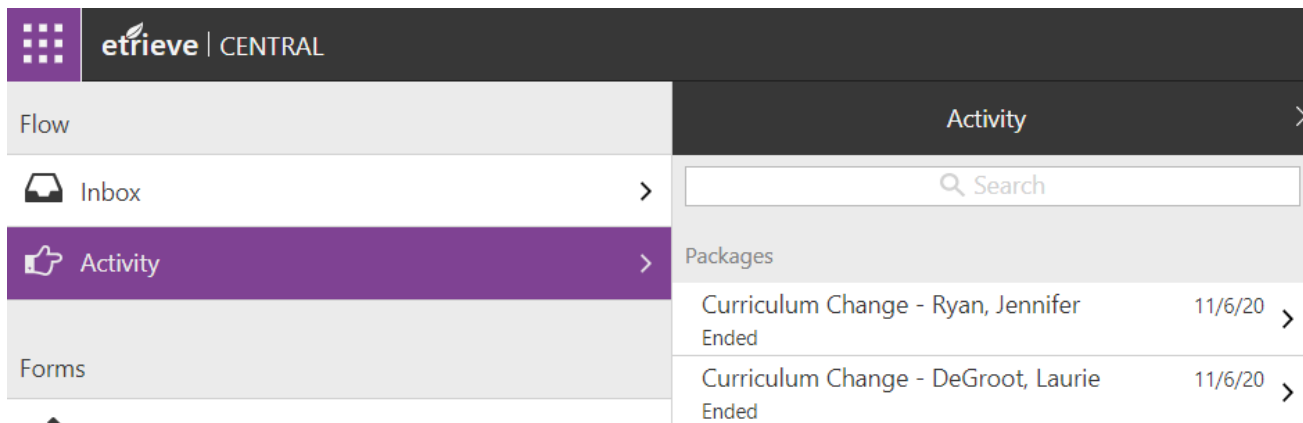 etrieve | CENTRAL
Flow
Inbox
Activity
Forms
Activity
Search
Packages
Curriculum Change - Ryan, Jennifer 11/6/20
Ended
Curriculum Change - DeGroot, Laurie 11/6/20
Ended